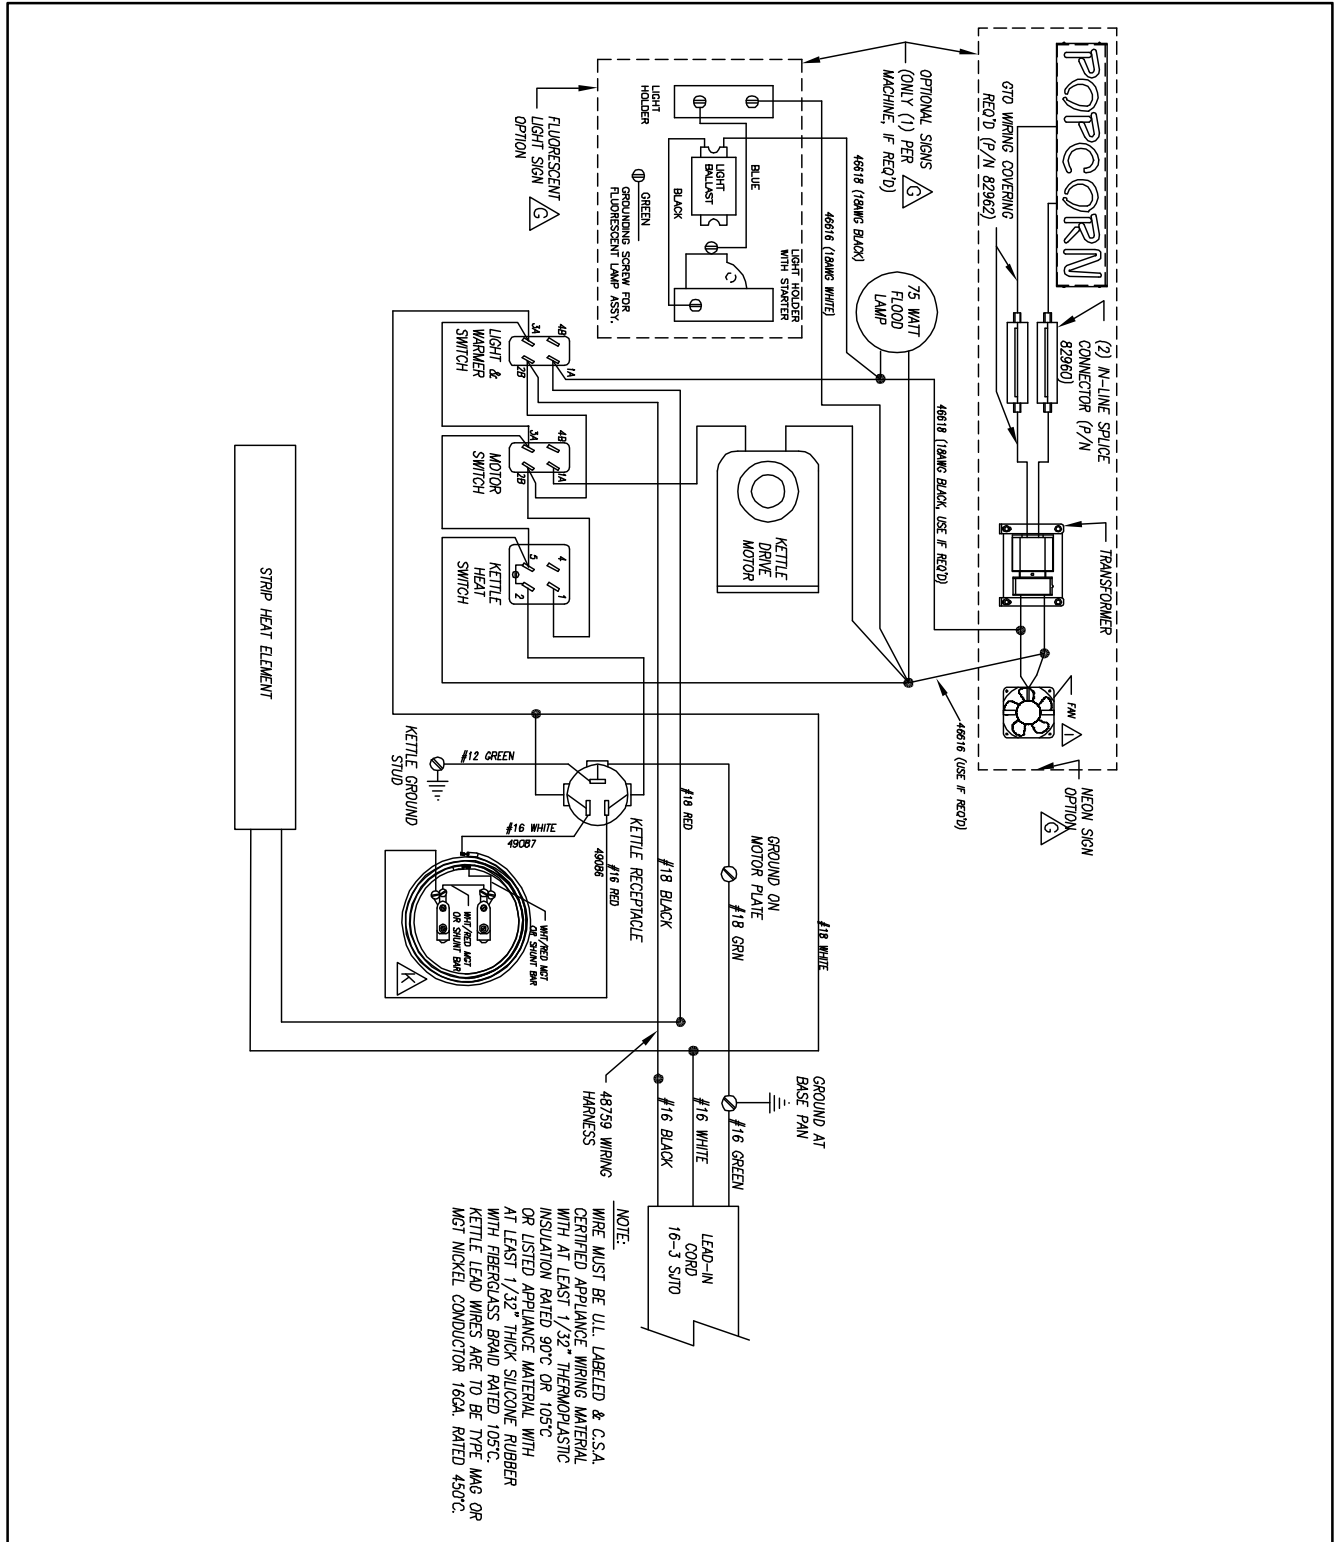 POPCORN
GTO WIRING COVERING
REQ'D (P/N 82962)
(2) IN-LINE SPLICE
CONNECTOR (P/N
82960)
TRANSFORMER
FAN
I
NEON SIGN
OPTION
G
OPTIONAL SIGNS
(ONLY (1) PER
MACHINE, IF REQ'D)
G
46618 (18AWG BLACK, USE IF REQ'D)
46616 (USE IF REQ'D)
75 WATT
FLOOD
LAMP
46618 (18AWG BLACK)
46616 (18AWG WHITE)
LIGHT
HOLDER
BLUE
LIGHT
BALLAST
BLACK
LIGHT HOLDER
WITH STARTER
GREEN
GROUNDING SCREW FOR
FLUORESCENT LAMP ASSY.
FLUORESCENT
LIGHT SIGN
OPTION
G
KETTLE
DRIVE
MOTOR
4B
1A
3A
2B
LIGHT &
WARMER
SWITCH
4B
1A
3A
2B
MOTOR
SWITCH
4
1
5
2
KETTLE
HEAT
SWITCH
STRIP HEAT ELEMENT
KETTLE GROUND
STUD
#12 GREEN
KETTLE RECEPTACLE
#16 WHITE
49087
#16 RED
49086
WHT/RED MGT
OR SHUNT BAR
WHT/RED MGT
OR SHUNT BAR
K
#18 RED
#18 BLACK
GROUND ON
MOTOR PLATE
#18 GRN
#18 WHITE
GROUND AT
BASE PAN
48759 WIRING
HARNESS
#16 GREEN
#16 WHITE
#16 BLACK
LEAD-IN
CORD
16-3 SJTO
NOTE:
WIRE MUST BE U.L. LABELED & C.S.A.
CERTIFIED APPLIANCE WIRING MATERIAL
WITH AT LEAST 1/32" THERMOPLASTIC
INSULATION RATED 90°C OR 105°C
OR LISTED APPLIANCE MATERIAL WITH
AT LEAST 1/32" THICK SILICONE RUBBER
WITH FIBERGLASS BRAID RATED 105°C.
KETTLE LEAD WIRES ARE TO BE TYPE MAG OR
MGT NICKEL CONDUCTOR 16GA. RATED 450°C.